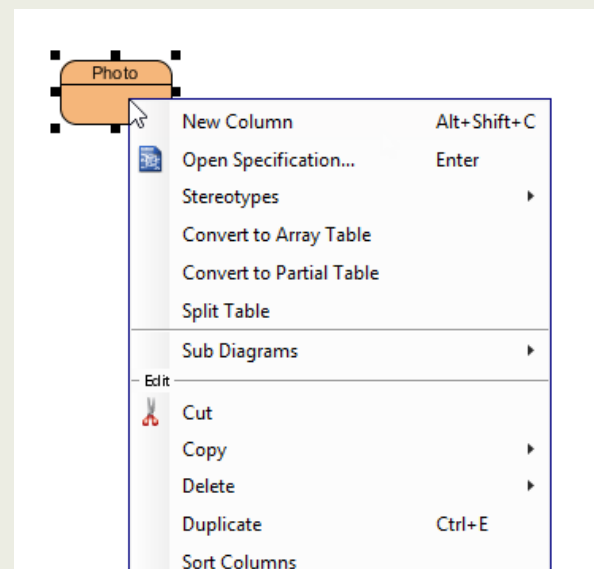 Photo
New Column Alt+Shift+C
Open Specification... Enter
Stereotypes
Convert to Array Table
Convert to Partial Table
Split Table
Sub Diagrams
Edit
Cut
Copy
Delete
Duplicate Ctrl+E
Sort Columns